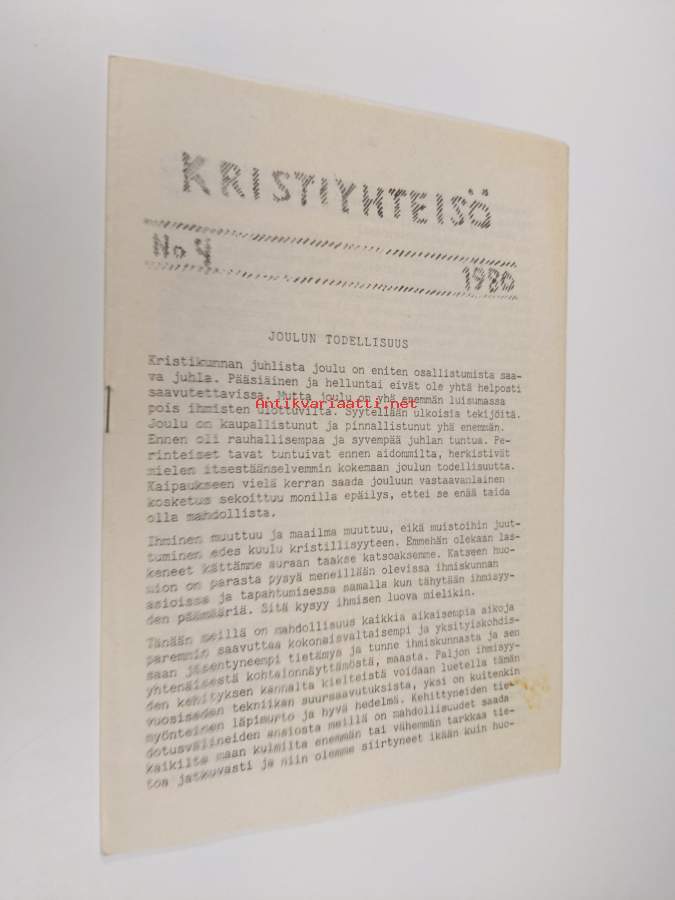 KRISTIYHTEISÖ
No 4 1980
JOULUN TODELLISUUS
Kristikunnan juhlista joulu on eniten osallistumista saa-
va juhla. Pääsiäinen ja helluntai eivät ole yhtä helposti
saavutettavissa. Mutta joulu on yhä enemmän luisumassa
pois ihmisten ulottuvilta. Syytellään ulkoisia tekijöitä.
Antikvariaatti.net
Joulu on kaupallistunut ja pinnallistunut yhä enemmän.
Ennen oli rauhallisempaa ja syvempää juhlan tuntua. Pe-
rinteiset tavat tuntuivat ennen aidommilta, herkistivät
mielen itsestäänselvemmin kokemaan joulun todellisuutta.
Kaipaukseen vielä kerran saada jouluun vastaavanlainen
kosketus sekoittuu monilla epäilys, ettei se enää taida
olla mahdollista.
Ihminen muuttuu ja maailma muuttuu, eikä muistoihin juut-
tuminen edes kuulu kristillisyyteen. Emmehän olekaan las-
keneet kättämme auraan taakse katsoaksemme. Katseen huo-
mion on parasta pysyä meneillään olevissa ihmiskunnan
asioissa ja tapahtumisessa samalla kun tähytään ihmisyy-
den päämääriä. Sitä kysyy ihmisen luova mielikin.
Tänään meillä on mahdollisuus kaikkia aikaisempia aikoja
paremmin saavuttaa kokonaisvaltaisempi ja yksityiskohdis-
saan jäsentyneempi tietämys ja tunne ihmiskunnasta ja sen
yhtenäisestä kohtalonnäyttämöstä, maasta. Paljon ihmisyy-
den kehityksen kannalta kielteistä voidaan luetella tämän
vuosisadan tekniikan suursaavutuksista, yksi on kuitenkin
myönteinen läpimurto ja hyvä hedelmä. Kehittyneiden tie-
dotusvälineiden ansiosta meillä on mahdollisuudet saada
kaikilta maan kulmilta enemmän tai vähemmän tarkkaa tie-
toa jatkuvasti ja niin olemme siirtyneet ikään kuin huo-